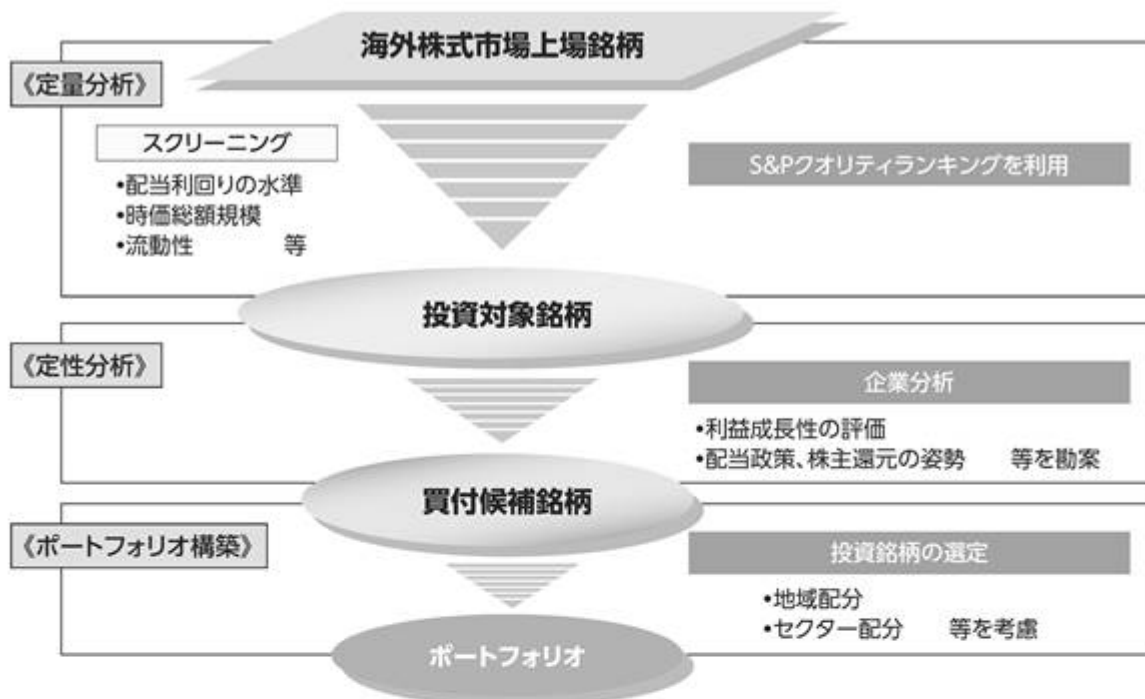 海外株式市場上場銘柄
《定量分析》
スクリーニング
•配当利回りの水準
•時価総額規模
•流動性 等
S&Pクオリティランキングを利用
投資対象銘柄
《定性分析》
企業分析
•利益成長性の評価
•配当政策、株主還元の姿勢 等を勘案
買付候補銘柄
《ポートフォリオ構築》
投資銘柄の選定
•地域配分
•セクター配分 等を考慮
ポートフォリオ